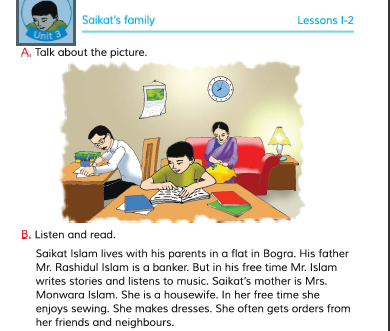 Unit 3
Saikat's family
Lessons 1-2
A. Talk about the picture.
B. Listen and read.
Saikat Islam lives with his parents in a flat in Bogra. His father
Mr. Rashidul Islam is a banker. But in his free time Mr. Islam
writes stories and listens to music. Saikat's mother is Mrs.
Monwara Islam. She is a housewife. In her free time she
enjoys sewing. She makes dresses. She often gets orders from
her friends and neighbours.